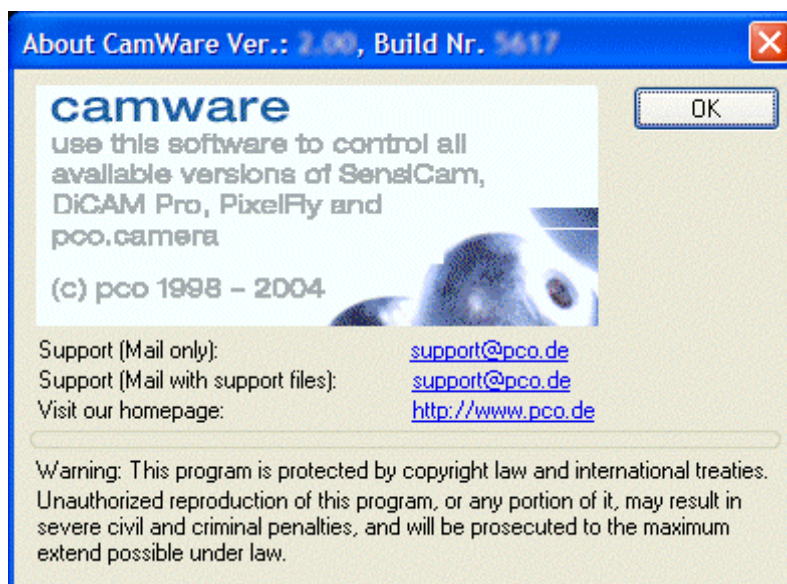 About CamWare Ver.: , Build Nr.
camware
OK
use this software to control all
available versions of SensiCam,
DiCAM Pro, PixelFly and
pco.camera
(c) pco 1998 - 2004
Support (Mail only): support@pco.de
Support (Mail with support files): support@pco.de
Visit our homepage: http://www.pco.de
Warning: This program is protected by copyright law and international treaties.
Unauthorized reproduction of this program, or any portion of it, may result in
severe civil and criminal penalties, and will be prosecuted to the maximum
extend possible under law.